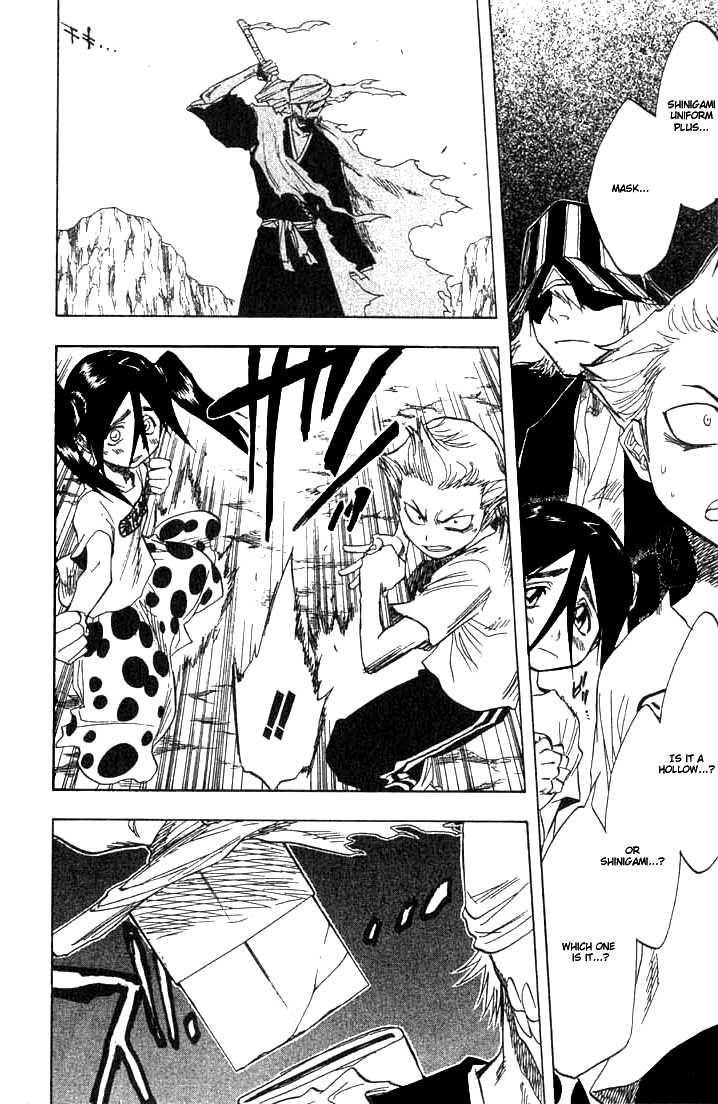 SHINIGAMI
UNIFORM
PLUS...
MASK...
IS IT A
HOLLOW...?
OR
SHINIGAMI...?
WHICH ONE
IS IT...?
!!